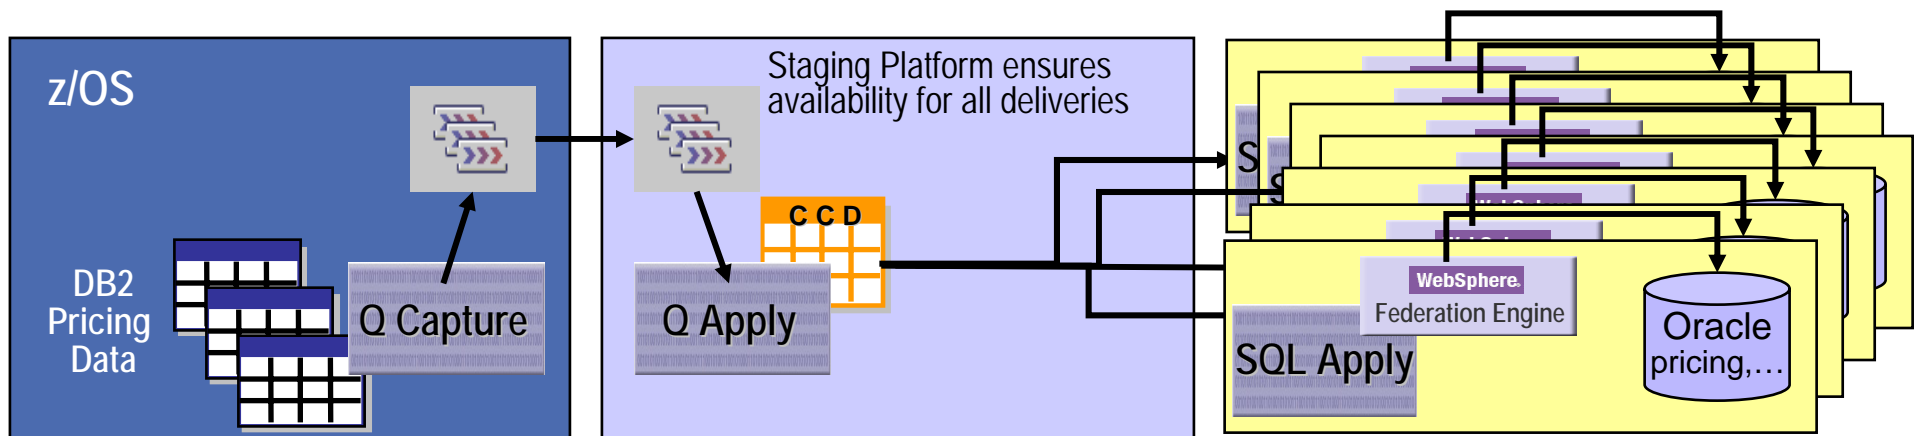 z/OS
DB2
Pricing
Data
Q Capture
Staging Platform ensures
availability for all deliveries
C C D
Q Apply
WebSphere.
Federation Engine
SQL Apply
Oracle
pricing,...